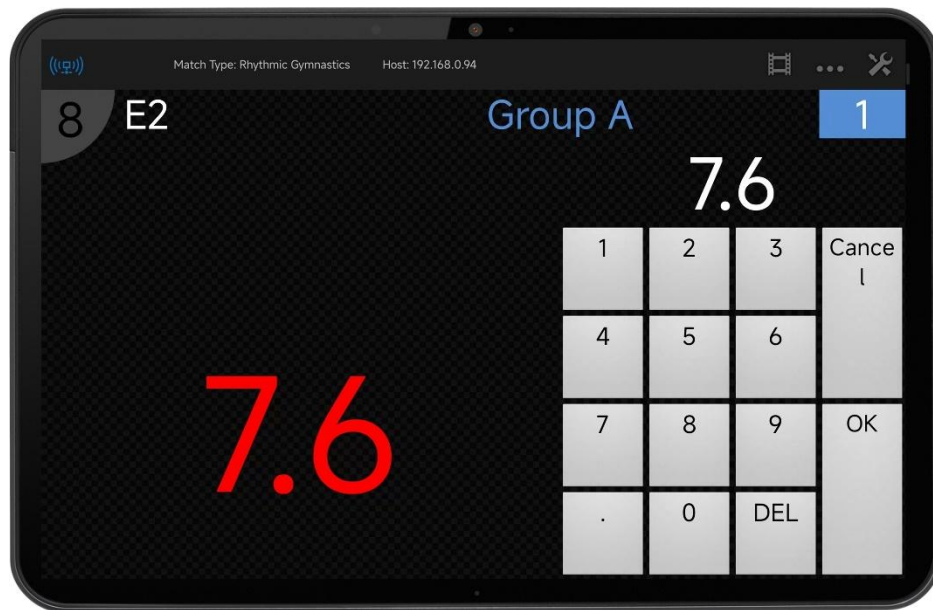 Match Type: Rhythmic Gymnastics Host: 192.168.0.94
8 E2 Group A 1
7.6
1 2 3 Cance
l
4 5 6
7.6
7 8 9 OK
. 0 DEL